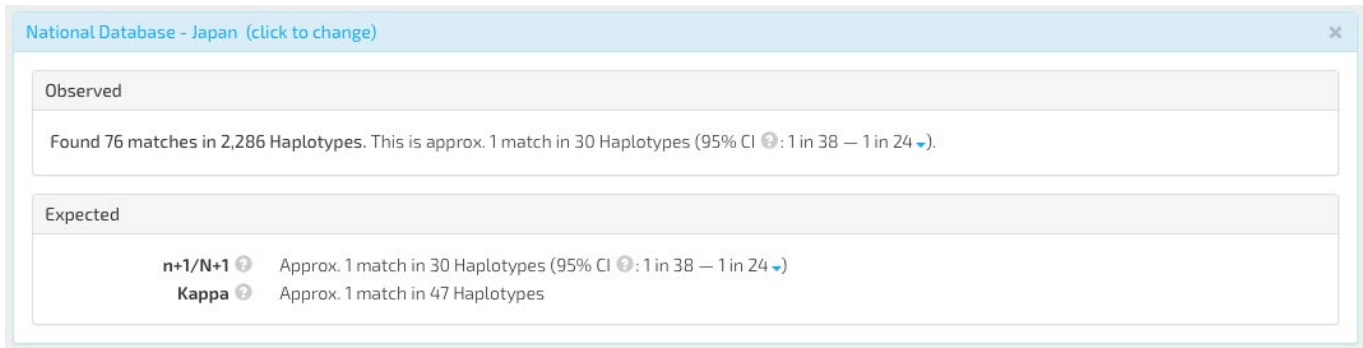 National Database - Japan (click to change) ×
Observed
Found 76 matches in 2,286 Haplotypes. This is approx. 1 match in 30 Haplotypes (95% CI ?: 1 in 38 — 1 in 24).
Expected
n+1/N+1 ? Approx. 1 match in 30 Haplotypes (95% CI ?: 1 in 38 — 1 in 24)
Kappa ? Approx. 1 match in 47 Haplotypes